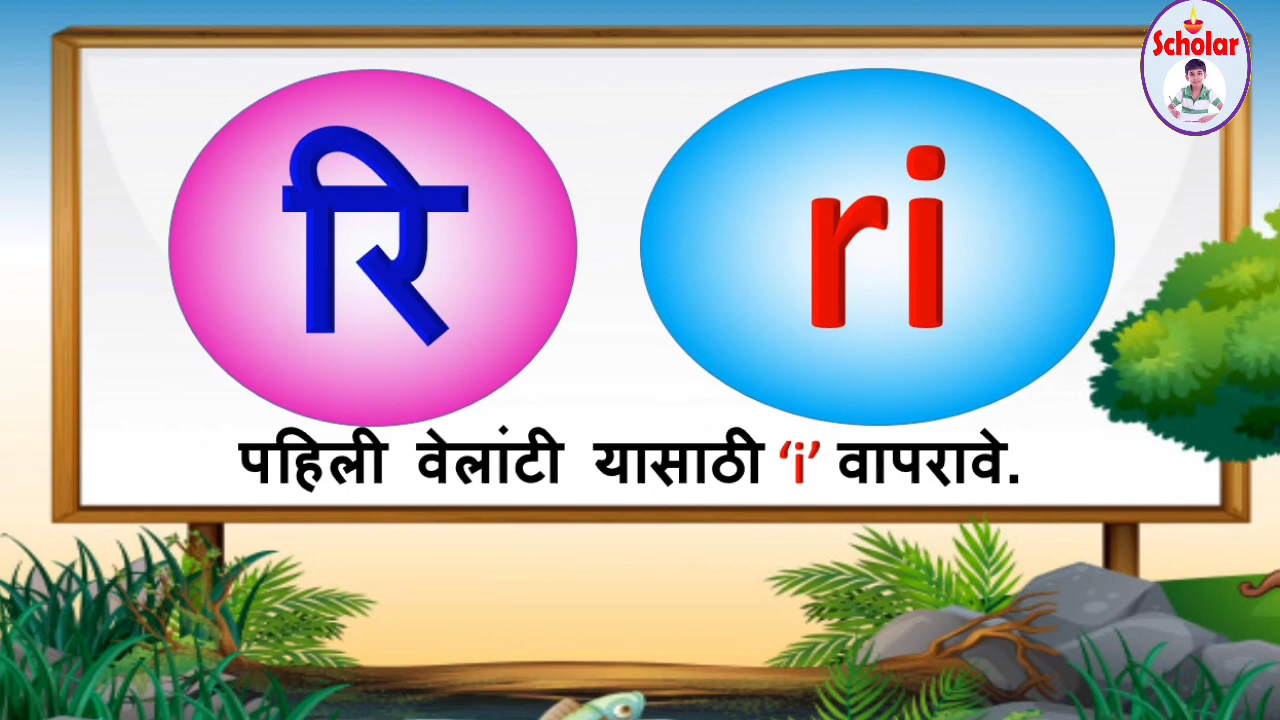 Scholar
रि ri
पहिली वेलांटी यासाठी ‘i’ वापरावे.